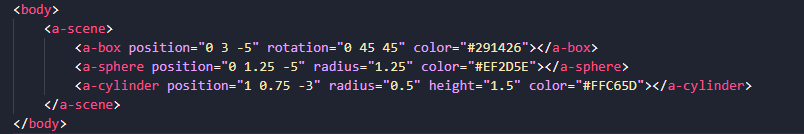 <body>
<a-scene>
<a-box position="0 3 -5" rotation="0 45 45" color="#291426"></a-box>
<a-sphere position="0 1.25 -5" radius="1.25" color="#EF2D5E"></a-sphere>
<a-cylinder position="1 0.75 -3" radius="0.5" height="1.5" color="#FFC65D"></a-cylinder>
</a-scene>
</body>